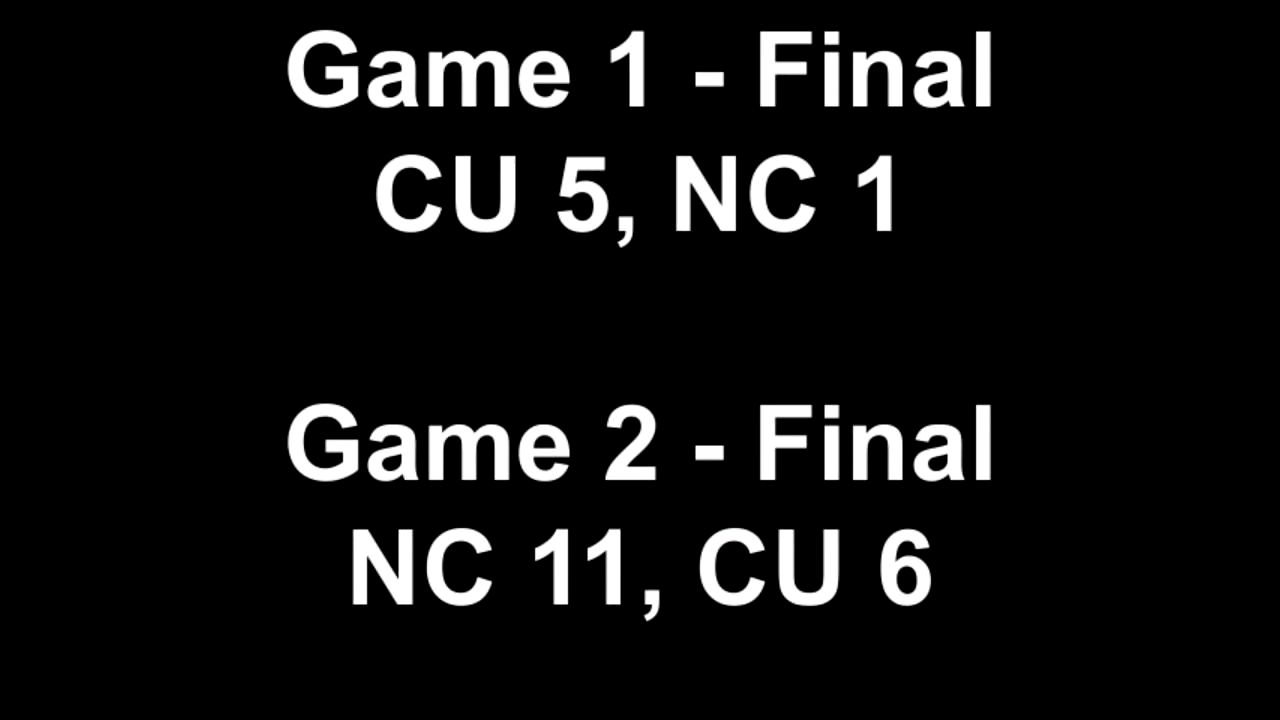 Game 1 - Final
CU 5, NC 1
Game 2 - Final
NC 11, CU 6